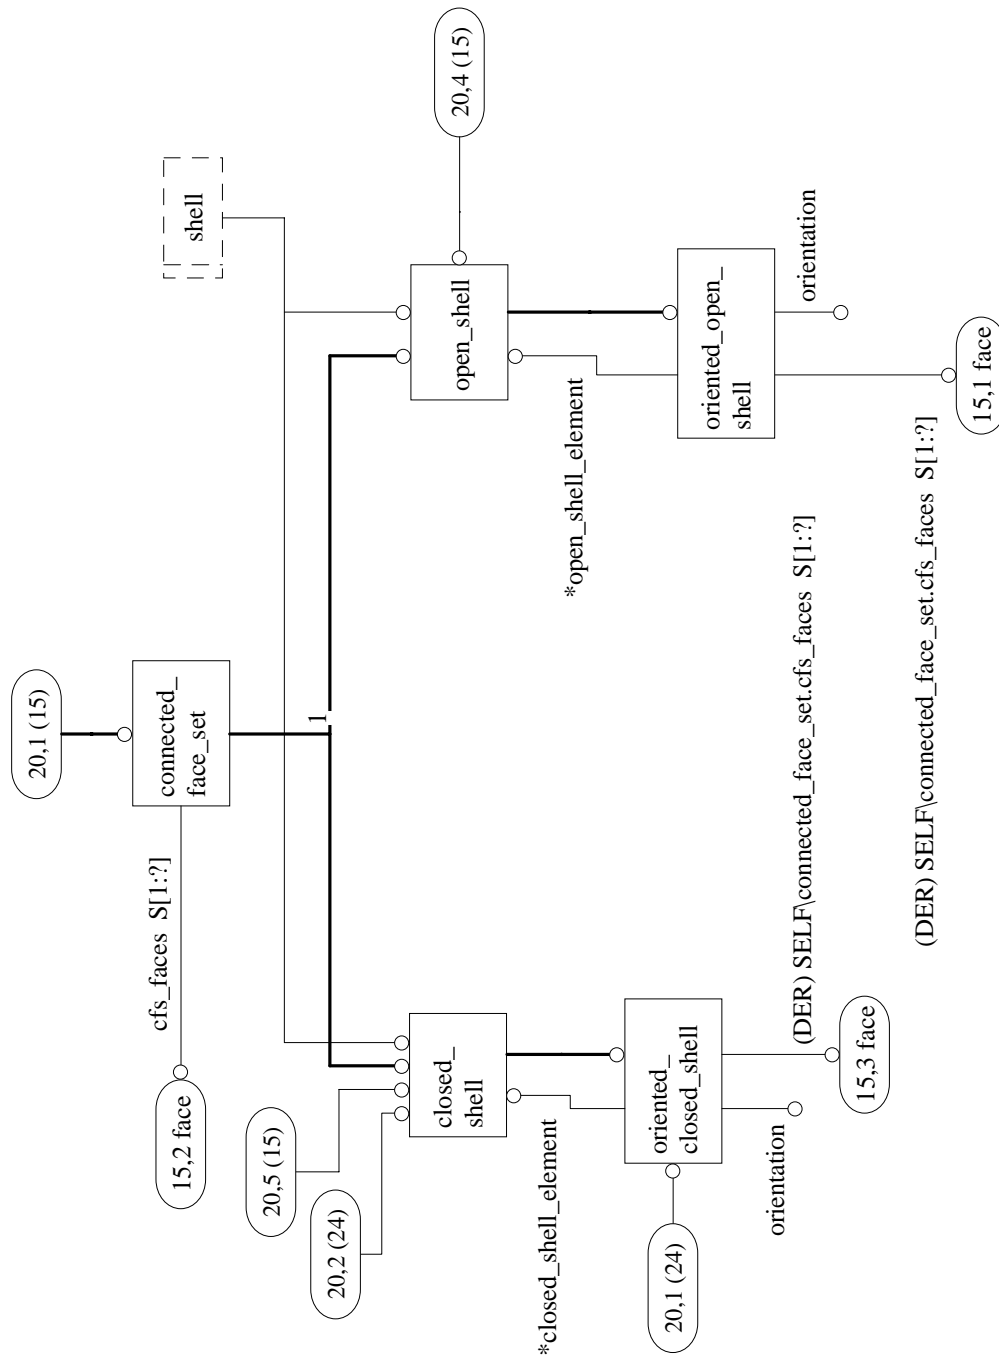 20,1 (15)
connected_
face_set
cfs_faces S[1:?]
15,2 face
shell
1
20,5 (15)
20,2 (24)
closed_
shell
open_shell
20,4 (15)
*closed_shell_element
*open_shell_element
20,1 (24)
oriented_
closed_shell
oriented_open_
shell
orientation
orientation
(DER) SELF\connected_face_set.cfs_faces S[1:?]
15,3 face
(DER) SELF\connected_face_set.cfs_faces S[1:?]
15,1 face